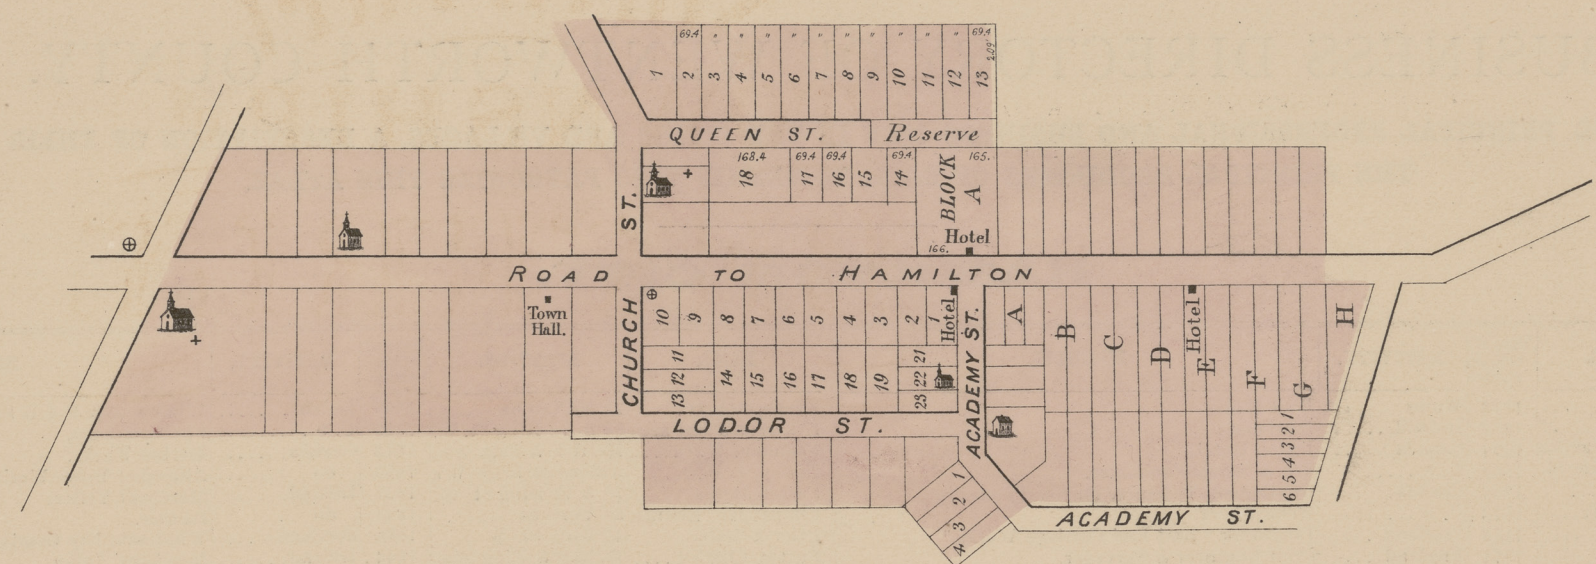 69.4 " " " " " " " " " " 69.4
209'
1 2 3 4 5 6 7 8 9 10 11 12 13
QUEEN ST. Reserve
168.4 69.4 69.4 69.4 165.
18 17 16 15 14
BLOCK A
Hotel
166.
ROAD TO HAMILTON
CHURCH ST.
Town
Hall.
10 9 8 7 6 5 4 3 2 1
Hotel
11
12
13
14 15 16 17 18 19
21
22
23
ACADEMY ST.
A B C D E F G H
Hotel
LODOR ST.
1
2
3
4
5
6
1
2
3
4
ACADEMY ST.